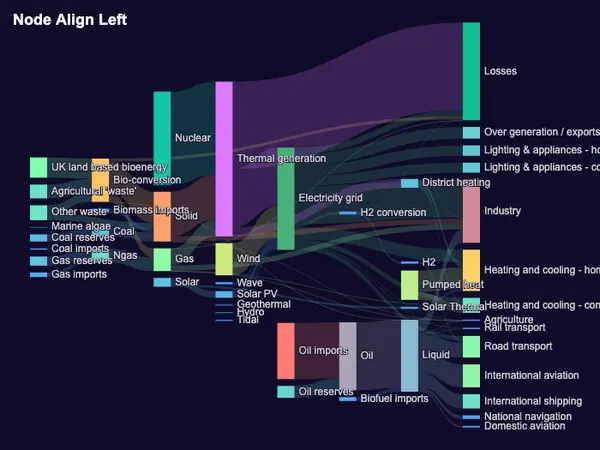 Node Align Left
UK land based bioenergy
Agricultural 'waste'
Other waste
Marine algae
Coal reserves
Coal imports
Gas reserves
Gas imports
Bio-conversion
Biomass imports
Coal
Ngas
Nuclear
Solid
Gas
Solar
Thermal generation
Wind
Wave
Solar PV
Geothermal
Hydro
Tidal
Electricity grid
Oil imports
Oil reserves
H2 conversion
Oil
Biofuel imports
District heating
H2
Pumped heat
Solar Thermal
Liquid
Losses
Over generation / exports
Lighting & appliances - ho
Lighting & appliances - co
Industry
Heating and cooling - hom
Heating and cooling - com
Agriculture
Rail transport
Road transport
International aviation
International shipping
National navigation
Domestic aviation